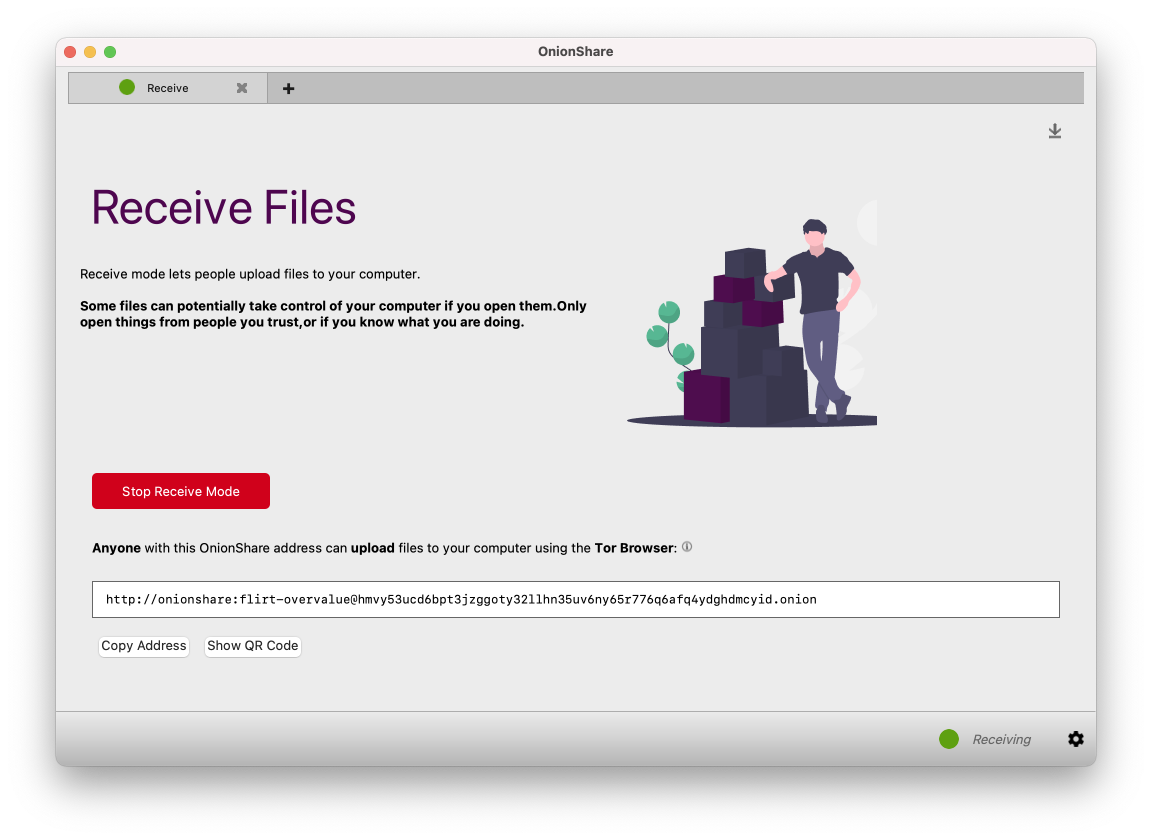 OnionShare
Receive
Receive Files
Receive mode lets people upload files to your computer.
Some files can potentially take control of your computer if you open them.Only
open things from people you trust,or if you know what you are doing.
Stop Receive Mode
Anyone with this OnionShare address can upload files to your computer using the Tor Browser:
http://onionshare:flirt-overvalue@hmvy53ucd6bpt3jzggoty32llhn35uv6ny65r776q6afq4ydghdmcyid.onion
Copy Address Show QR Code
Receiving